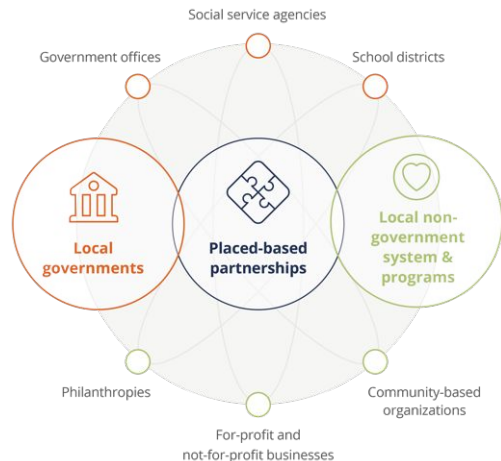 Social service agencies
Government offices
School districts
Local
governments
Placed-based
partnerships
Local non-
government
system &
programs
Philanthropies
Community-based
organizations
For-profit and
not-for-profit businesses